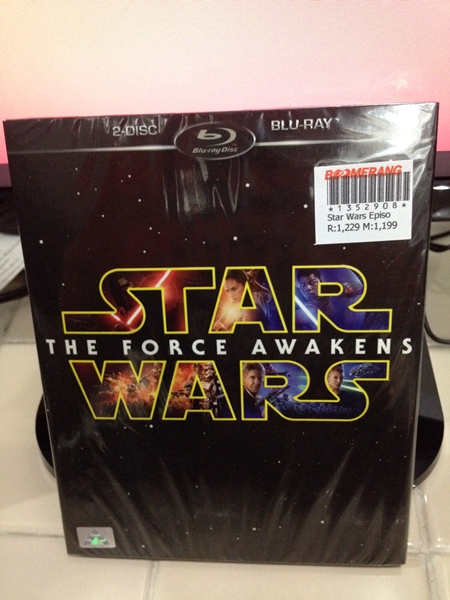 2-DISC
Blu-ray Disc
BLU-RAY
BOOMERANG
*1352908*
Star Wars Episo
R:1,229 M:1,199
STAR
THE FORCE AWAKENS
WARS